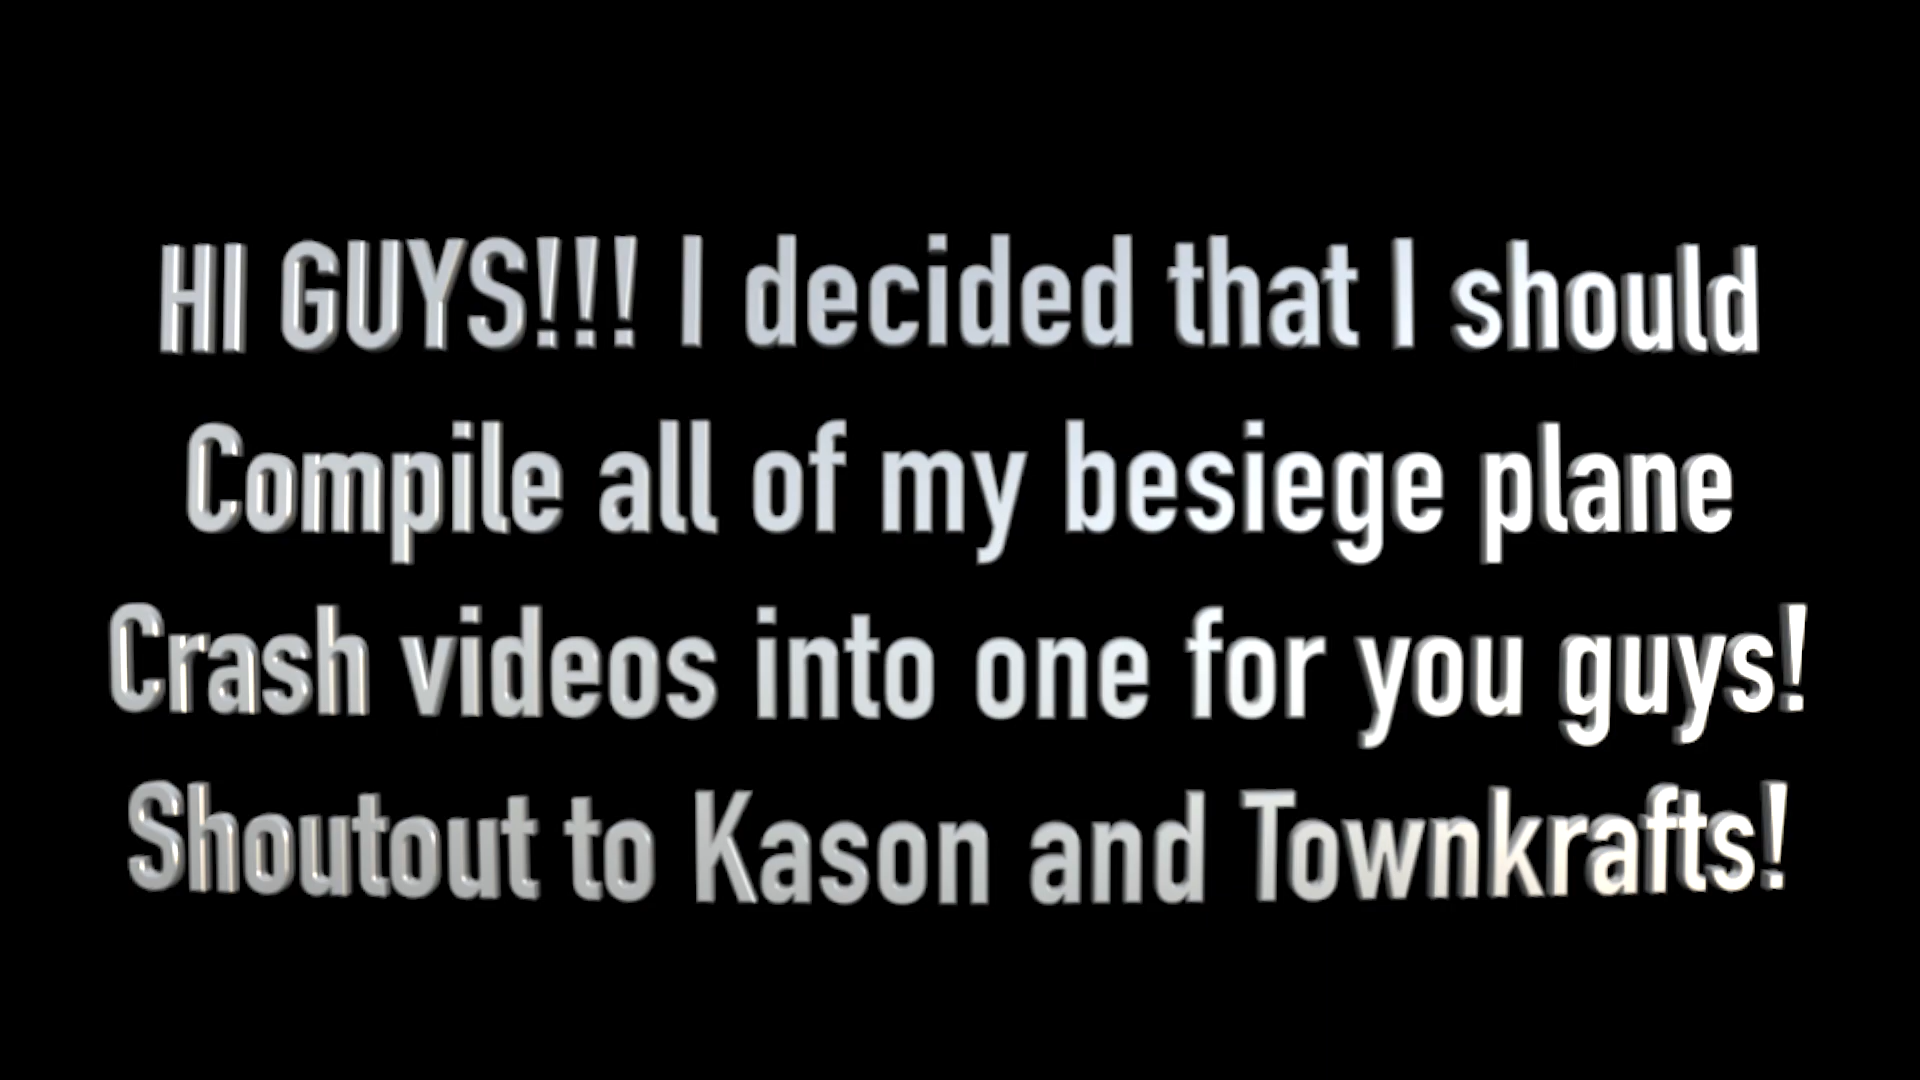 HI GUYS!!! I decided that I should
Compile all of my besiege plane
Crash videos into one for you guys!
Shoutout to Kason and Townkrafts!